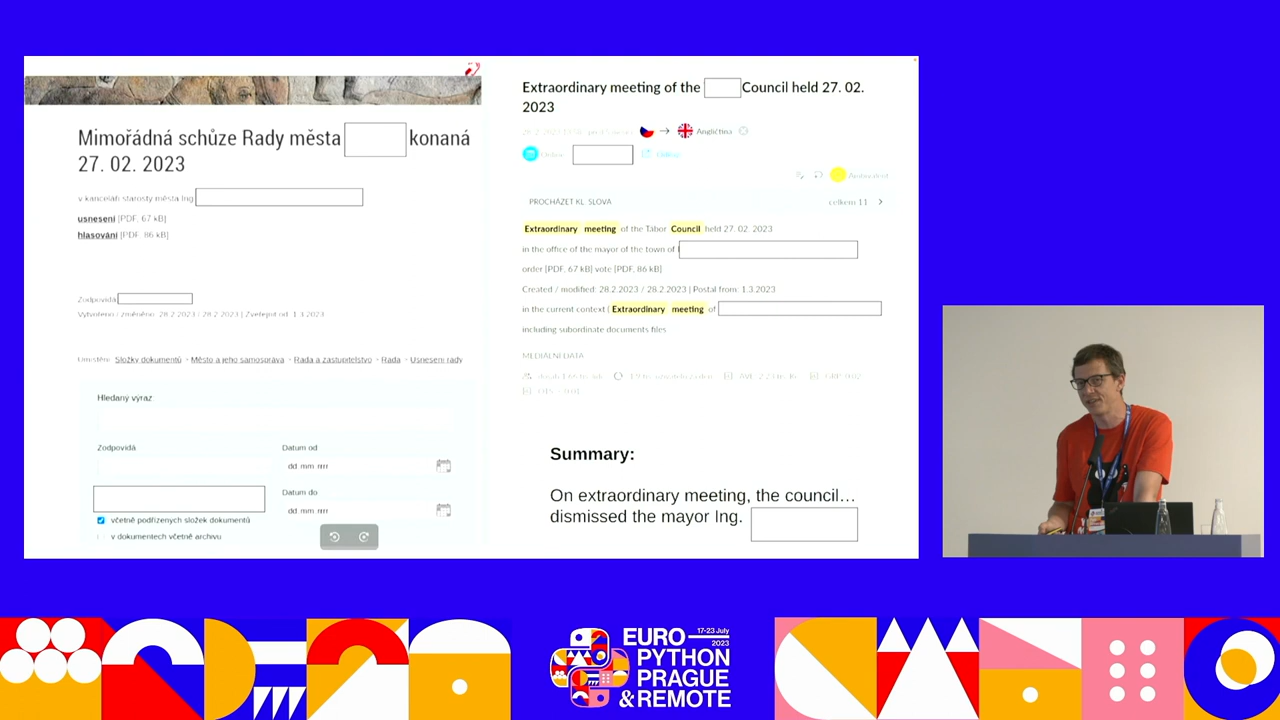 Mimořádná schůze Rady města konaná
27. 02. 2023
v kanceláři starosty města Ing
usnesení [PDF, 67 kB]
hlasování [PDF, 86 kB]
Zodpovídá
Vytvořeno / změněno: 28.2.2023 / 28.2.2023 | Zveřejnit od: 1.3.2023
Umístění: Složky dokumentů - Město a jeho samospráva - Rada a zastupitelstvo - Rada - Usnesení rady
Hledaný výraz
Zodpovídá
Datum od
dd mm rrrr
Datum do
dd mm rrrr
včetně podřízených složek dokumentů
v dokumentech včetně archivu
Extraordinary meeting of the Council held 27. 02.
2023
Angličtina
PROCHÁZET KL. SLOVA
celkem 11
Extraordinary meeting of the Tabor Council held 27. 02. 2023
in the office of the mayor of the town of
order [PDF, 67 kB] vote [PDF, 86 kB]
Created / modified: 28.2.2023 / 28.2.2023 | Postal from: 1.3.2023
in the current context ( Extraordinary meeting of
including subordinate documents files
MEDIÁLNÍ DATA
Summary:
On extraordinary meeting, the council…
dismissed the mayor Ing.
17-23 July
2023
EURO
PYTHON
PRAGUE
& REMOTE